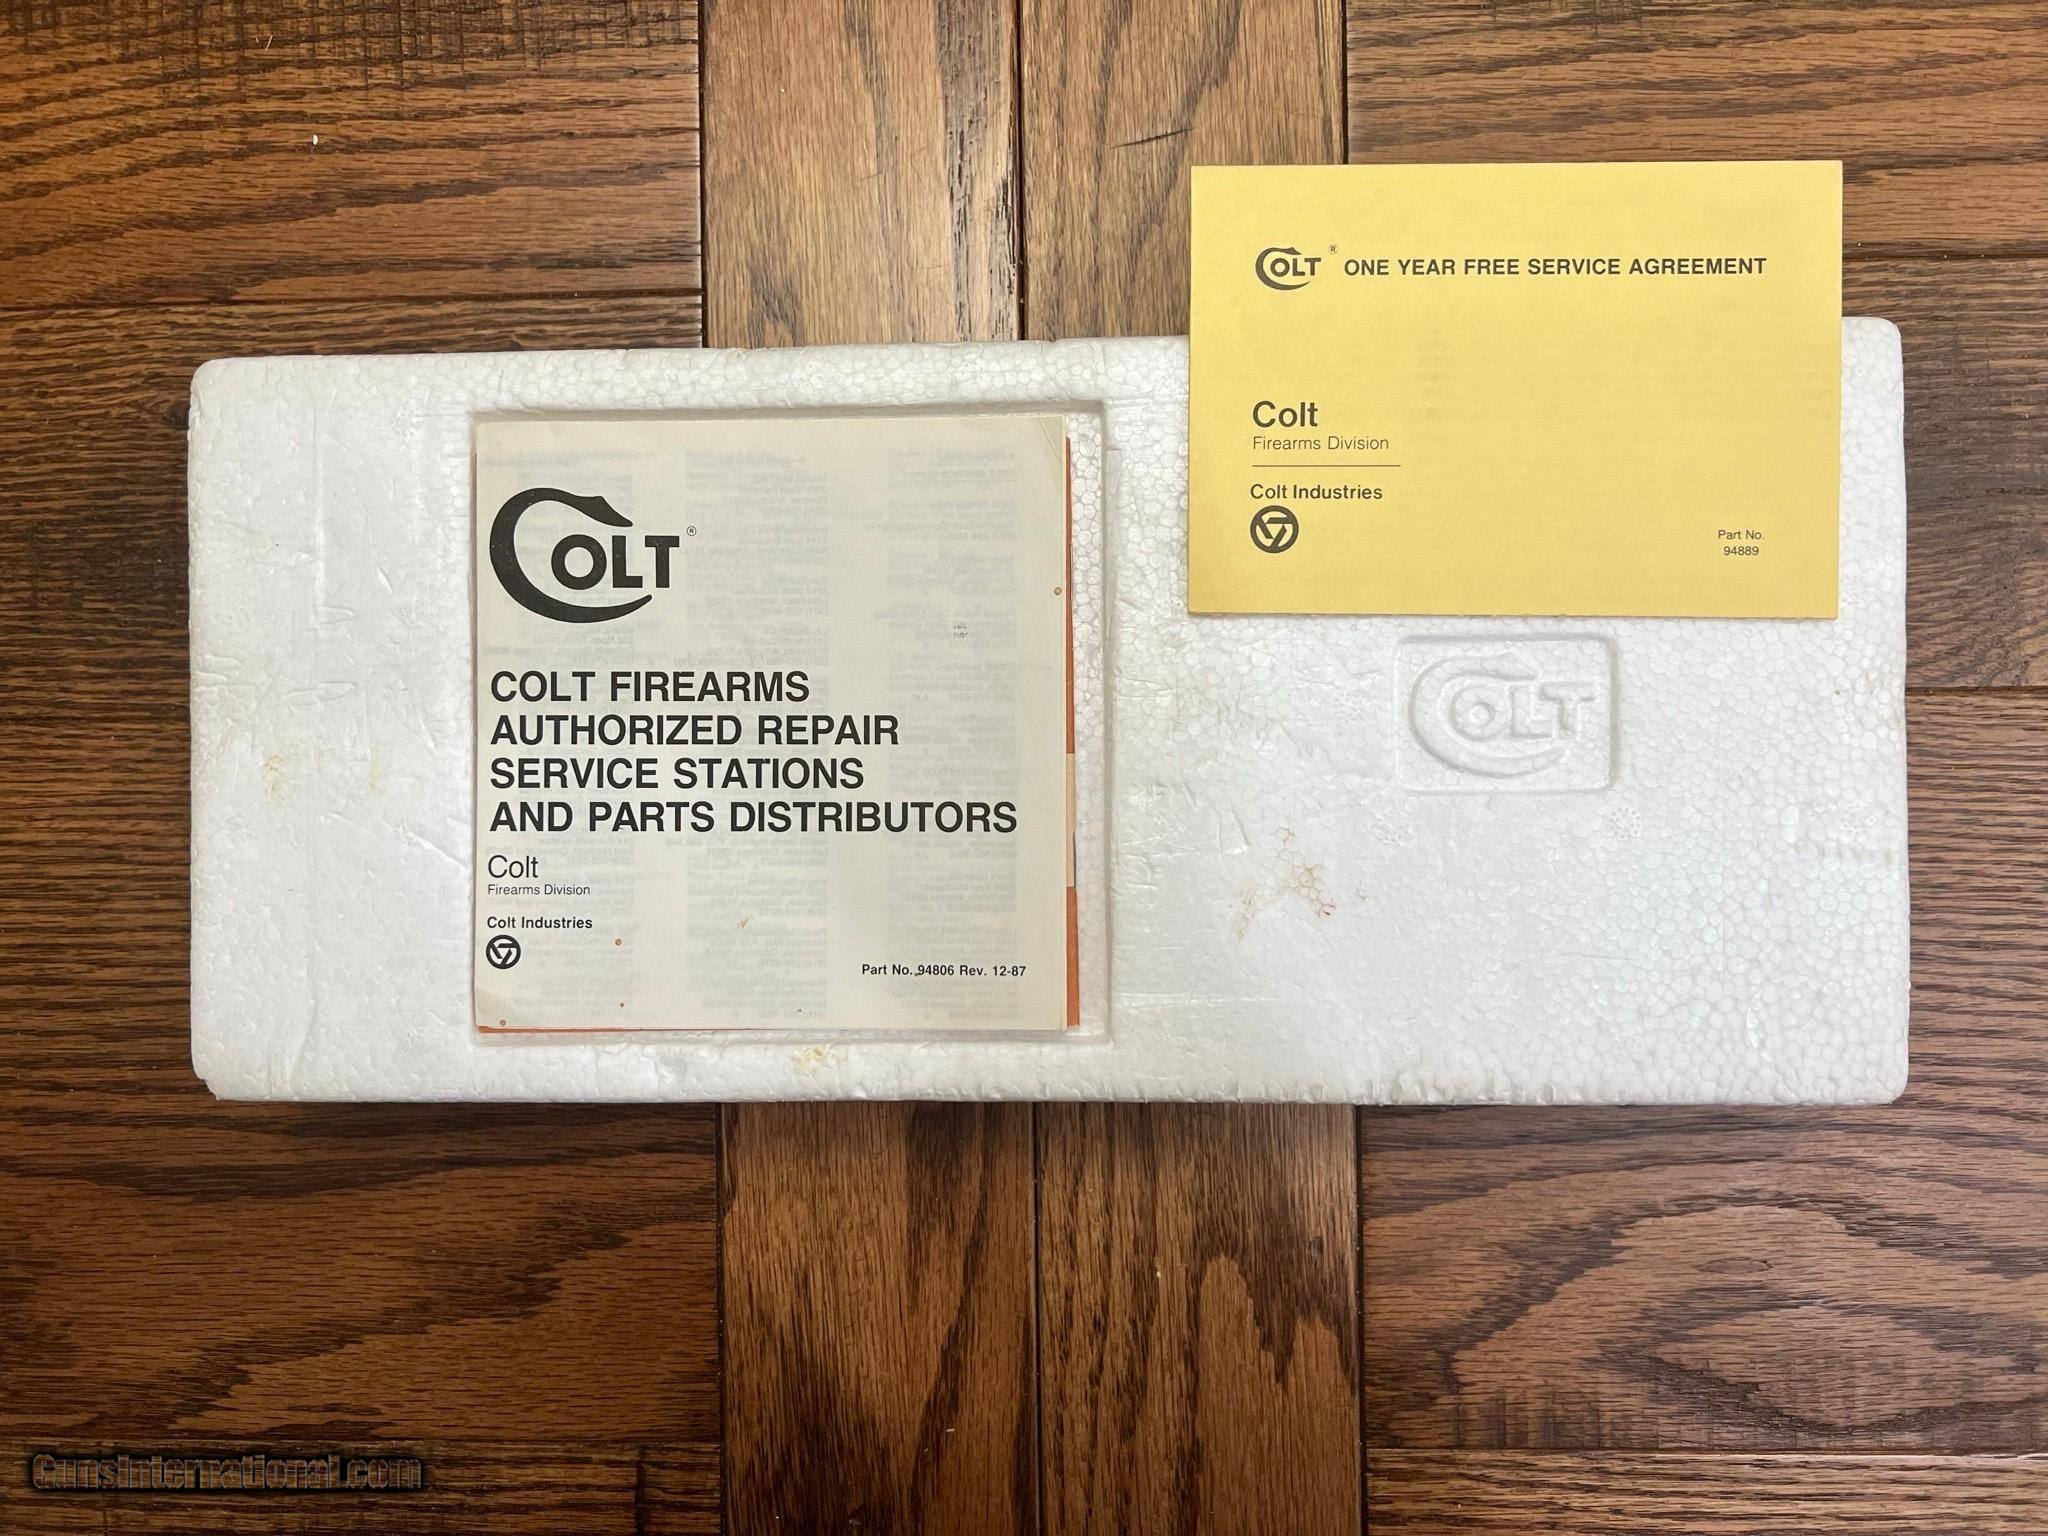 COLT® ONE YEAR FREE SERVICE AGREEMENT
Colt
Firearms Division
Colt Industries
Part No.
94889
COLT®
COLT FIREARMS
AUTHORIZED REPAIR
SERVICE STATIONS
AND PARTS DISTRIBUTORS
Colt
Firearms Division
Colt Industries
Part No. 94806 Rev. 12-87
COLT
GunsInternational.com